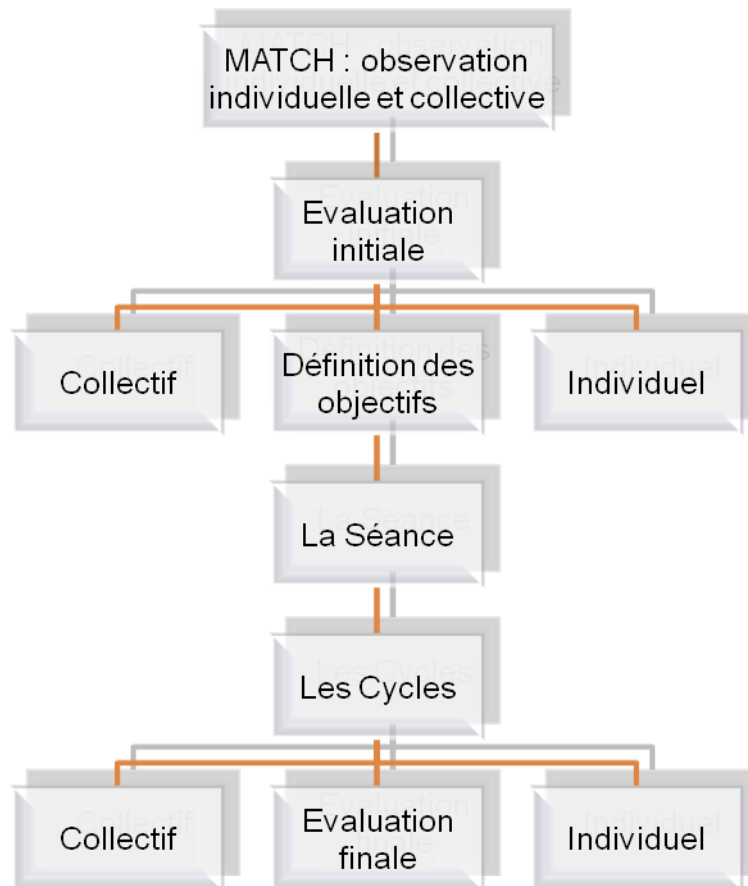 MATCH : observation
individuelle et collective
Evaluation
initiale
Collectif
Définition des
objectifs
Individuel
La Séance
Les Cycles
Collectif
Evaluation
finale
Individuel